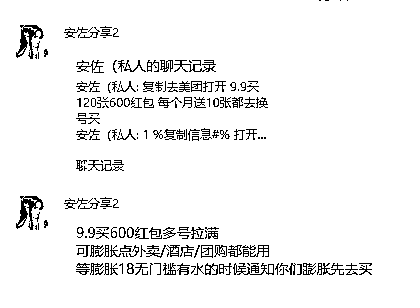 安佐分享2
安佐（私人的聊天记录
安佐（私人: 复制去美团打开 9.9买
120张600红包 每个月送10张都去换
号买
安佐（私人: 1 %复制信息#% 打开...
聊天记录
安佐分享2
9.9买600红包多号拉满
可膨胀点外卖/酒店/团购都能用
等膨胀18无门槛有水的时候通知你们膨胀先去买